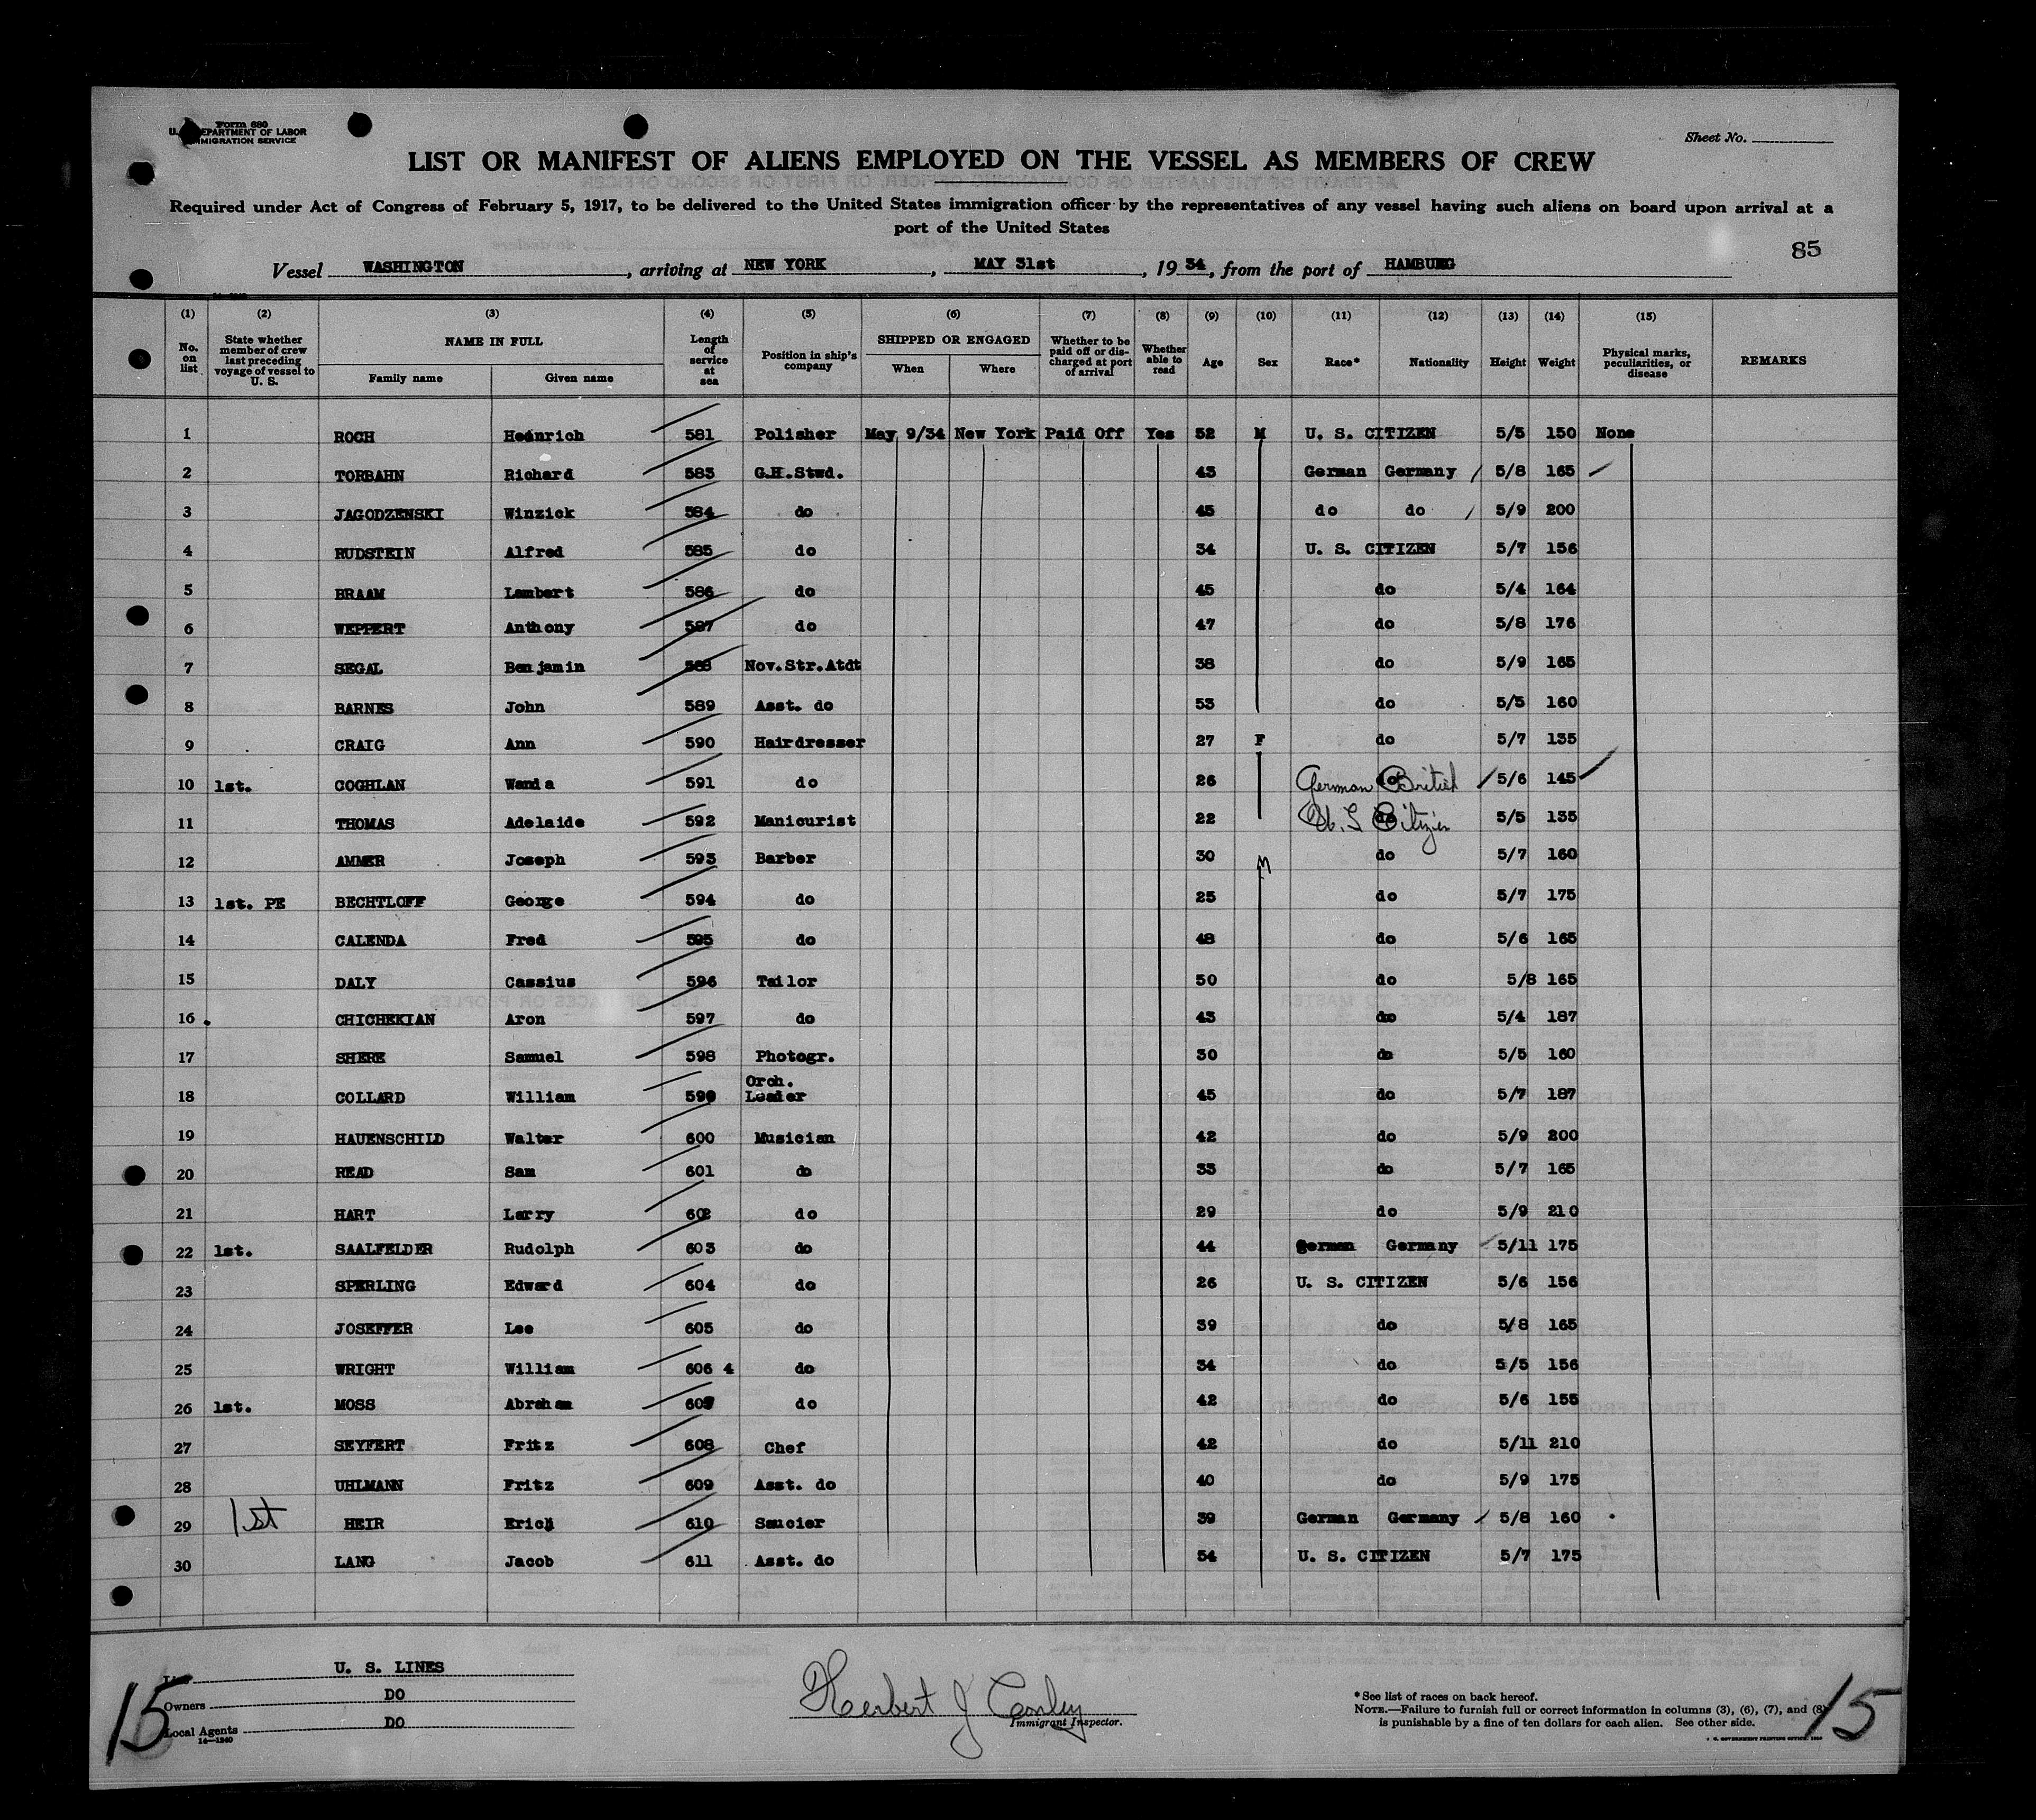 Form 680
U. S. DEPARTMENT OF LABOR
IMMIGRATION SERVICE
Sheet No.
LIST OR MANIFEST OF ALIENS EMPLOYED ON THE VESSEL AS MEMBERS OF CREW
Required under Act of Congress of February 5, 1917, to be delivered to the United States immigration officer by the representatives of any vessel having such aliens on board upon arrival at a
port of the United States
85
Vessel WASHINGTON, arriving at NEW YORK, MAY 31st, 1934, from the port of HAMBURG
(1) (2) (3) (4) (5) (6) (7) (8) (9) (10) (11) (12) (13) (14) (15)
No. on list State whether member of crew last preceding voyage of vessel to U. S. NAME IN FULL Family name Given name Length of service at sea Position in ship's company SHIPPED OR ENGAGED When Where Whether to be paid off or discharged at port of arrival Whether able to read Age Sex Race* Nationality Height Weight Physical marks, peculiarities, or disease REMARKS
1 ROCH Heinrich 581 Polisher May 9/34 New York Paid Off Yes 52 M U. S. CITIZEN 5/5 150 None
2 TORBAHN Richard 583 G.H.Stwd. 43 German Germany 5/8 165
3 JAGODZENSKI Winzick 584 do 45 do do 5/9 200
4 RUDSTEIN Alfred 585 do 34 U. S. CITIZEN 5/7 156
5 BRAAM Lambert 586 do 45 do 5/4 164
6 WEPPERT Anthony 587 do 47 do 5/8 176
7 SEGAL Benjamin 588 Nov.Str.Atdt 38 do 5/9 165
8 BARNES John 589 Asst. do 53 do 5/5 160
9 CRAIG Ann 590 Hairdresser 27 F do 5/7 135
10 1st. COGHLAN Wanda 591 do 26 German British 5/6 145
11 THOMAS Adelaide 592 Manicurist 22 U. S Citizen 5/5 135
12 AMMER Joseph 593 Barber 30 M do 5/7 160
13 1st. PE BECHTLOFF George 594 do 25 do 5/7 175
14 CALENDA Fred 595 do 48 do 5/6 165
15 DALY Cassius 596 Tailor 50 do 5/8 165
16 CHICHEKIAN Aron 597 do 43 do 5/4 187
17 SHERE Samuel 598 Photogr. 30 do 5/5 160
18 COLLARD William 599 Orch. Leader 45 do 5/7 187
19 HAUENSCHILD Walter 600 Musician 42 do 5/9 200
20 READ Sam 601 do 33 do 5/7 165
21 HART Larry 602 do 29 do 5/9 210
22 1st. SAALFELDER Rudolph 603 do 44 German Germany 5/11 175
23 SPERLING Edward 604 do 26 U. S. CITIZEN 5/6 156
24 JOSEFFER Lee 605 do 39 do 5/8 165
25 WRIGHT William 606 4 do 34 do 5/5 156
26 1st. MOSS Abraham 607 do 42 do 5/6 155
27 SEYFERT Fritz 608 Chef 42 do 5/11 210
28 UHLMANN Fritz 609 Asst. do 40 do 5/9 175
29 1st HEIR Erich 610 Saucier 39 German Germany 5/8 160
30 LANG Jacob 611 Asst. do 54 U. S. CITIZEN 5/7 175
U. S. LINES
Owners DO
Local Agents DO
14—1240
15
Herbert J Conley
Immigrant Inspector.
*See list of races on back hereof.
NOTE.—Failure to furnish full or correct information in columns (3), (6), (7), and (8)
is punishable by a fine of ten dollars for each alien. See other side.
15